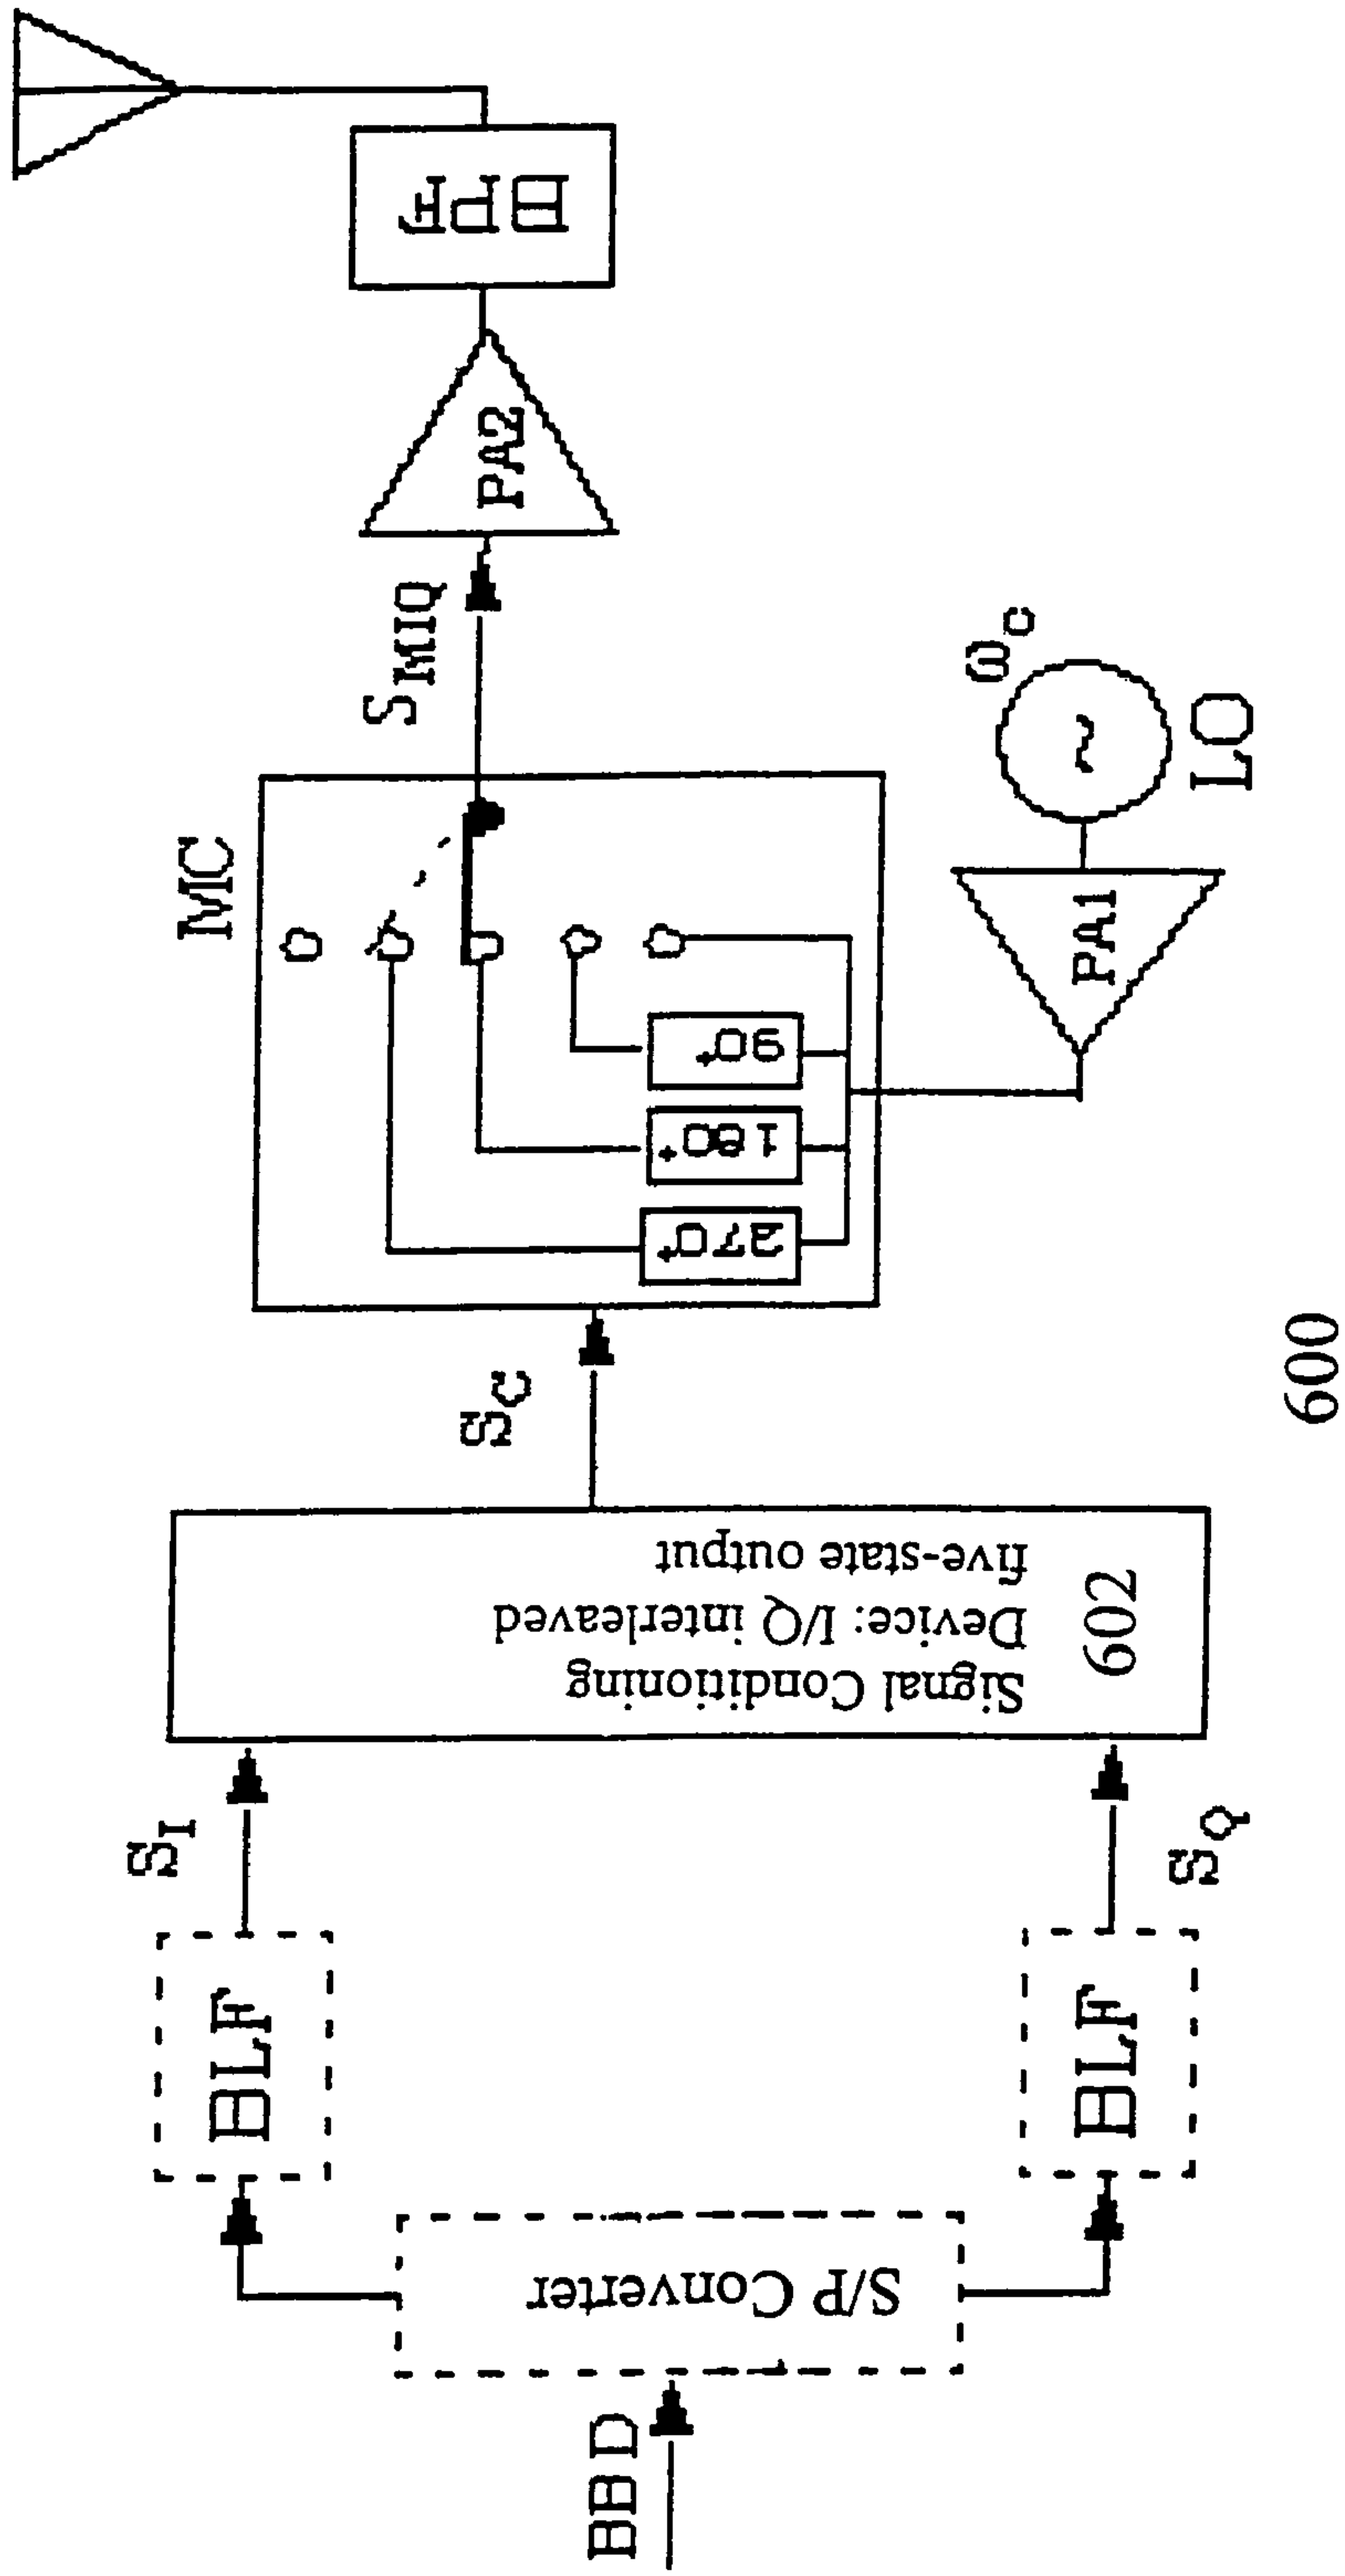 BBD
S/P Converter
BLF
BLF
S_I
S_Q
Signal Conditioning
Device: I/Q interleaved
five-state output
602
S_C
MC
270°
180°
90°
S_MIQ
PA1
ω_c
~
LO
PA2
BPF
600